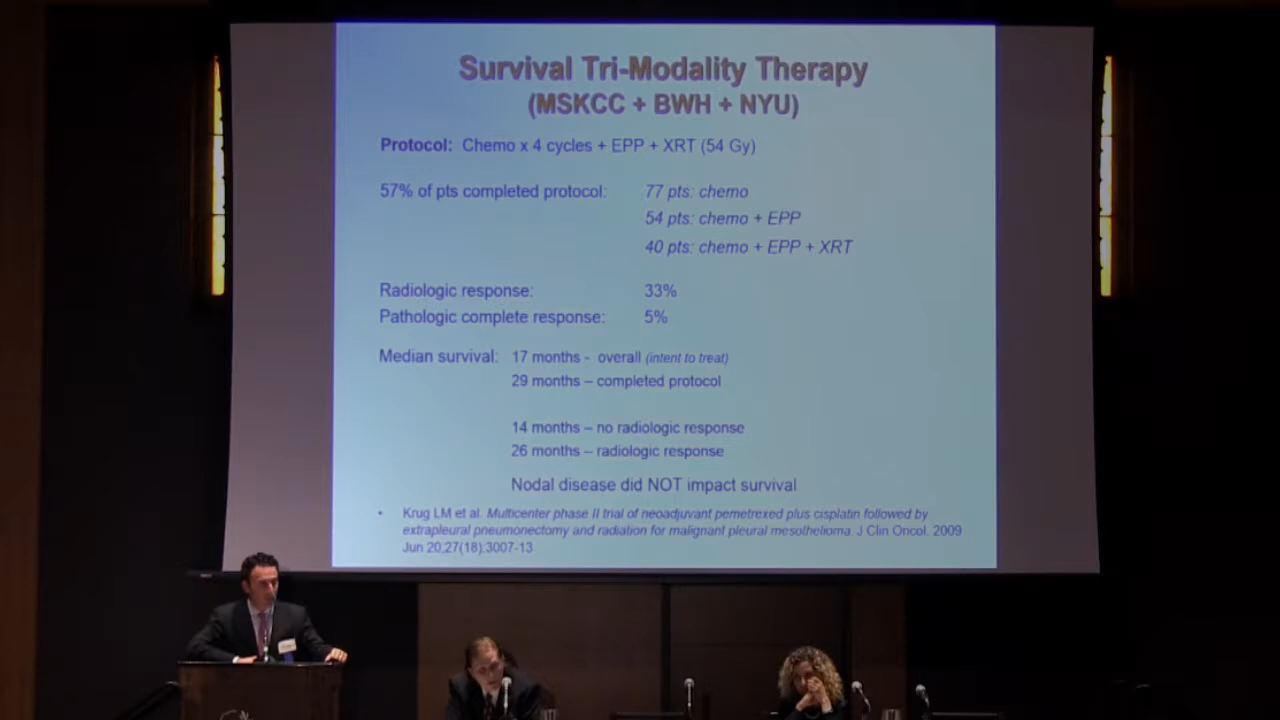 Survival Tri-Modality Therapy
(MSKCC + BWH + NYU)
Protocol: Chemo x 4 cycles + EPP + XRT (54 Gy)
57% of pts completed protocol: 77 pts: chemo
54 pts: chemo + EPP
40 pts: chemo + EPP + XRT
Radiologic response: 33%
Pathologic complete response: 5%
Median survival: 17 months - overall (intent to treat)
29 months – completed protocol
14 months – no radiologic response
26 months – radiologic response
Nodal disease did NOT impact survival
• Krug LM et al. Multicenter phase II trial of neoadjuvant pemetrexed plus cisplatin followed by
extrapleural pneumonectomy and radiation for malignant pleural mesothelioma. J Clin Oncol. 2009
Jun 20;27(18):3007-13